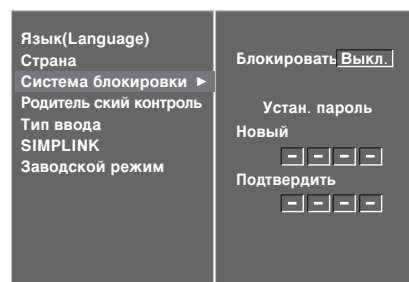 Язык(Language)
Страна
Система блокировки ►
Родитель ский контроль
Тип ввода
SIMPLINK
Заводской режим
Блокировать Выкл.
Устан. пароль
Новый
– – – –
Подтвердить
– – – –